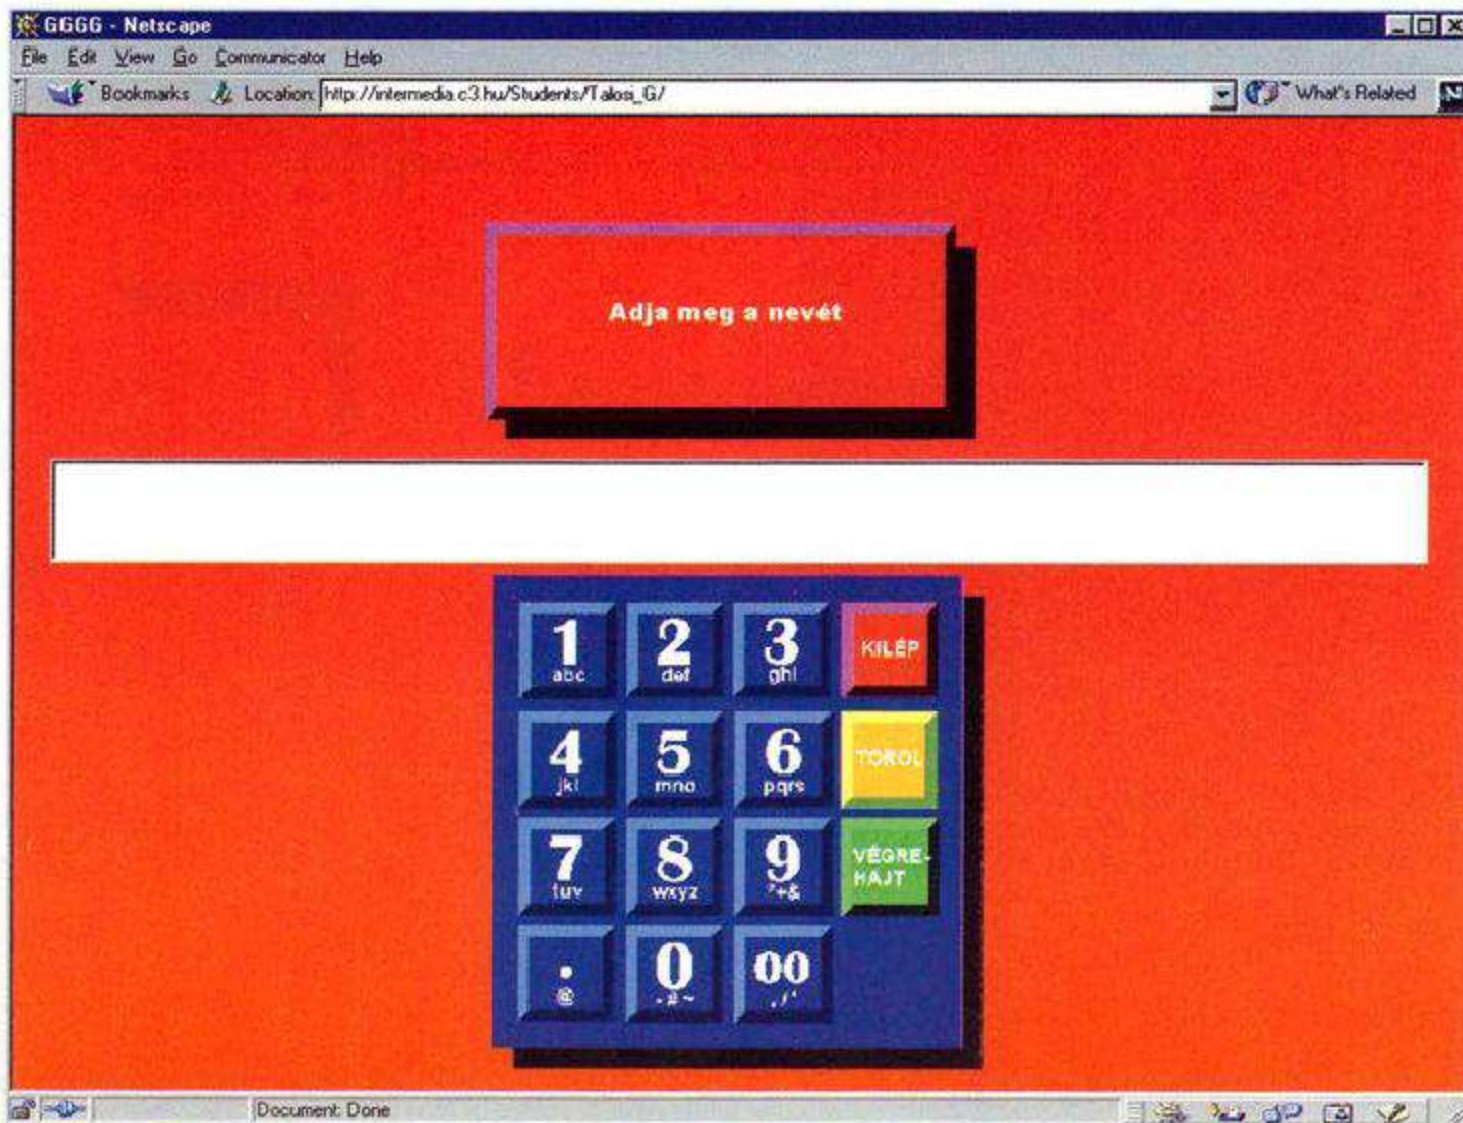 GIGGG - Netscape
File Edit View Go Communicator Help
Bookmarks Location: http://intermedia.c3.hu/Students/Talosi_G/ What's Related
Adja meg a nevét
1 2 3 KILÉP
abc def ghi
4 5 6 TÖRÖL
jkl mno pqrs
7 8 9 VÉGRE-
tuv wxyz *+& HAJT
. 0 00
@ -#~ ,/'
Document: Done